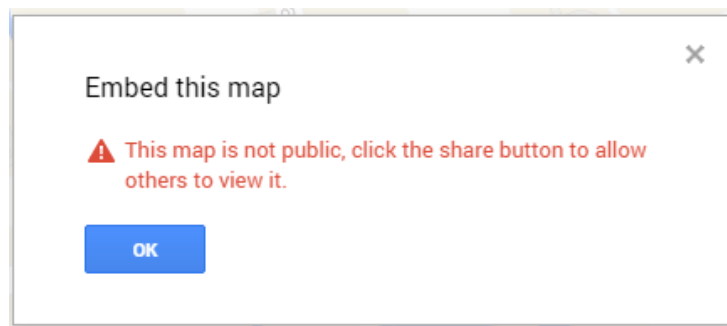 Embed this map
This map is not public, click the share button to allow
others to view it.
OK